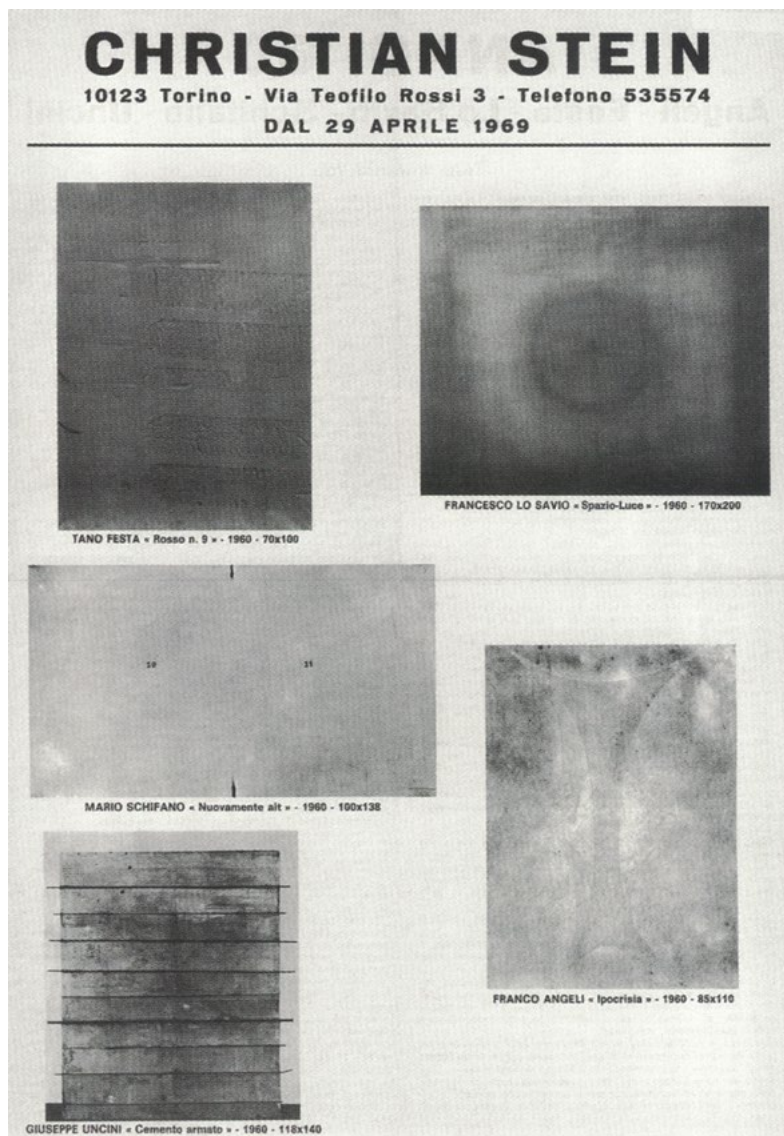 CHRISTIAN STEIN
10123 Torino - Via Teofilo Rossi 3 - Telefono 535574
DAL 29 APRILE 1969
TANO FESTA « Rosso n. 9 » - 1960 - 70x100
FRANCESCO LO SAVIO « Spazio-Luce » - 1960 - 170x200
10 11
MARIO SCHIFANO « Nuovamente alt » - 1960 - 100x138
FRANCO ANGELI « Ipocrisia » - 1960 - 85x110
GIUSEPPE UNCINI « Cemento armato » - 1960 - 118x140